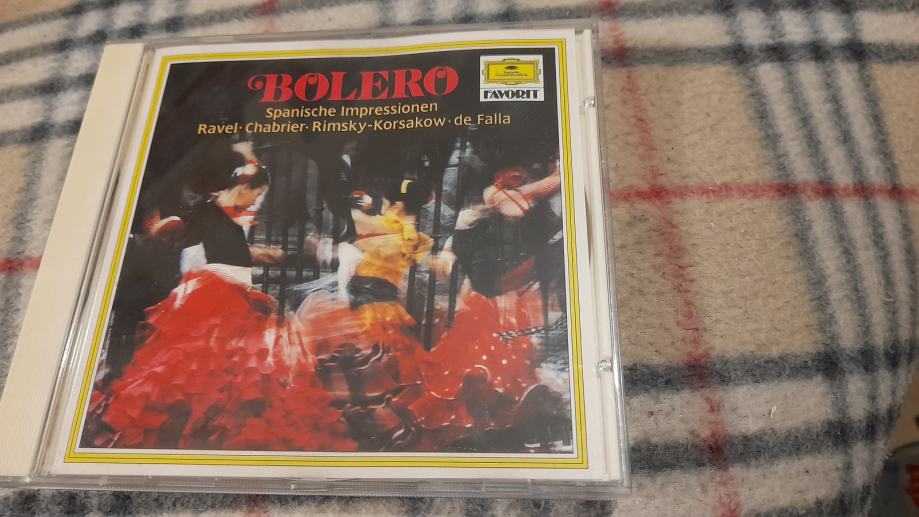 BOLERO
Spanische Impressionen
Ravel · Chabrier · Rimsky-Korsakow · de Falla
Deutsche
Grammophon
FAVORIT